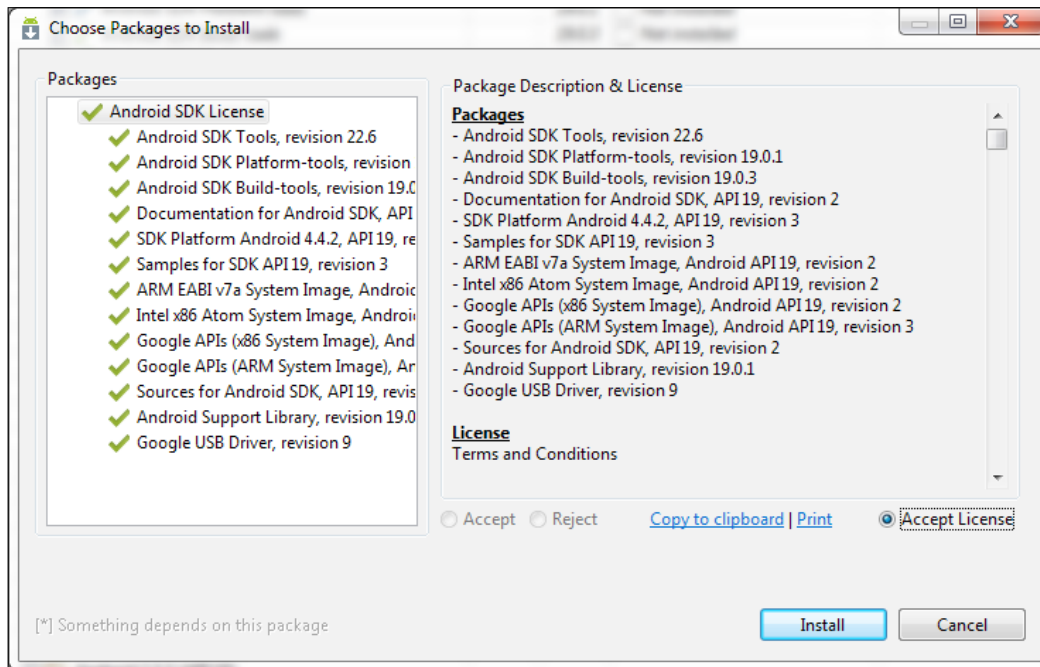 Choose Packages to Install
Packages
Android SDK License
Android SDK Tools, revision 22.6
Android SDK Platform-tools, revision
Android SDK Build-tools, revision 19.0
Documentation for Android SDK, API
SDK Platform Android 4.4.2, API 19, re
Samples for SDK API 19, revision 3
ARM EABI v7a System Image, Android
Intel x86 Atom System Image, Androi
Google APIs (x86 System Image), And
Google APIs (ARM System Image), An
Sources for Android SDK, API 19, revis
Android Support Library, revision 19.0
Google USB Driver, revision 9
Package Description & License
Packages
- Android SDK Tools, revision 22.6
- Android SDK Platform-tools, revision 19.0.1
- Android SDK Build-tools, revision 19.0.3
- Documentation for Android SDK, API 19, revision 2
- SDK Platform Android 4.4.2, API 19, revision 3
- Samples for SDK API 19, revision 3
- ARM EABI v7a System Image, Android API 19, revision 2
- Intel x86 Atom System Image, Android API 19, revision 2
- Google APIs (x86 System Image), Android API 19, revision 2
- Google APIs (ARM System Image), Android API 19, revision 3
- Sources for Android SDK, API 19, revision 2
- Android Support Library, revision 19.0.1
- Google USB Driver, revision 9
License
Terms and Conditions
Accept Reject Copy to clipboard | Print Accept License
[*] Something depends on this package
Install Cancel